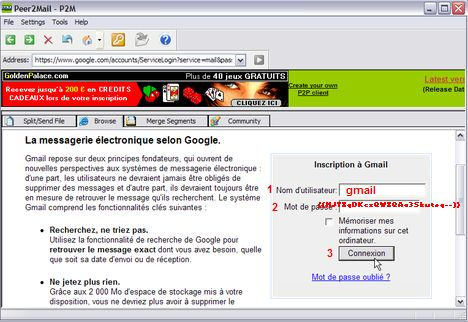 Peer2Mail - P2M
File Settings Tools Help
Address: https://www.google.com/accounts/ServiceLogin?service=mail&pas
GoldenPalace.com
Plus de 40 jeux GRATUITS
Recevez jusqu'à 200 € en CREDITS
CADEAUX lors de votre inscription
CLIQUEZ ICI
Create your own
P2P client
Latest vers
(Release Dat
Split/Send File Browse Merge Segments Community
La messagerie électronique selon Google.
Gmail repose sur deux principes fondateurs, qui ouvrent de
nouvelles perspectives aux systèmes de messagerie électronique :
d'une part, les utilisateurs ne devraient jamais être obligés de
supprimer des messages et d'autre part, ils devraient toujours être
en mesure de retrouver le message qu'ils recherchent. Le système
Gmail comprend les fonctionnalités clés suivantes :
• Recherchez, ne triez pas.
Utilisez la fonctionnalité de recherche de Google pour
retrouver le message exact dont vous avez besoin, quelle
que soit sa date d'envoi ou de réception.
• Ne jetez plus rien.
Grâce aux 2 000 Mo d'espace de stockage mis à votre
disposition, vous ne devriez plus avoir à supprimer le
Inscription à Gmail
1 Nom d'utilisateur: gmail
2 Mot de passe
Mémoriser mes
informations sur cet
ordinateur.
3 Connexion
Mot de passe oublié ?